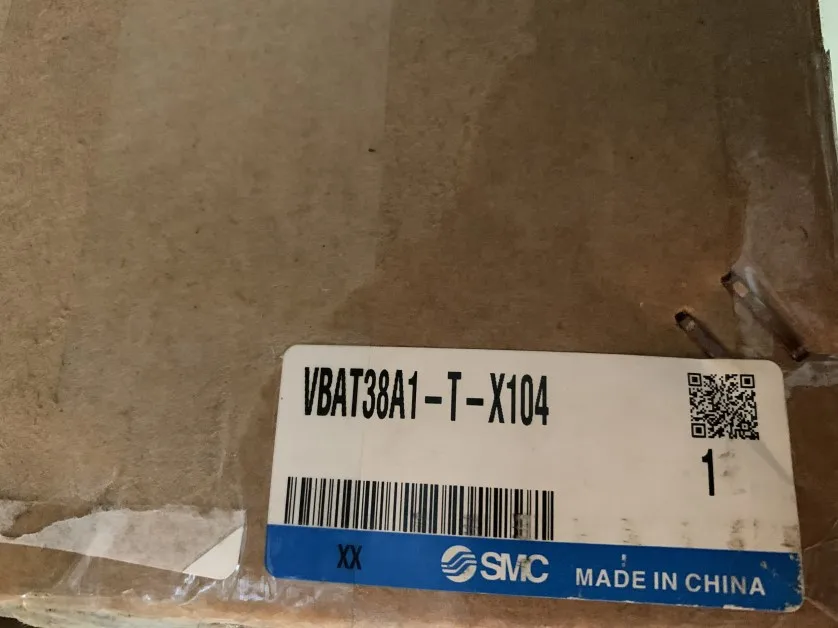 VBAT38A1-T-X104
1
XX SMC MADE IN CHINA